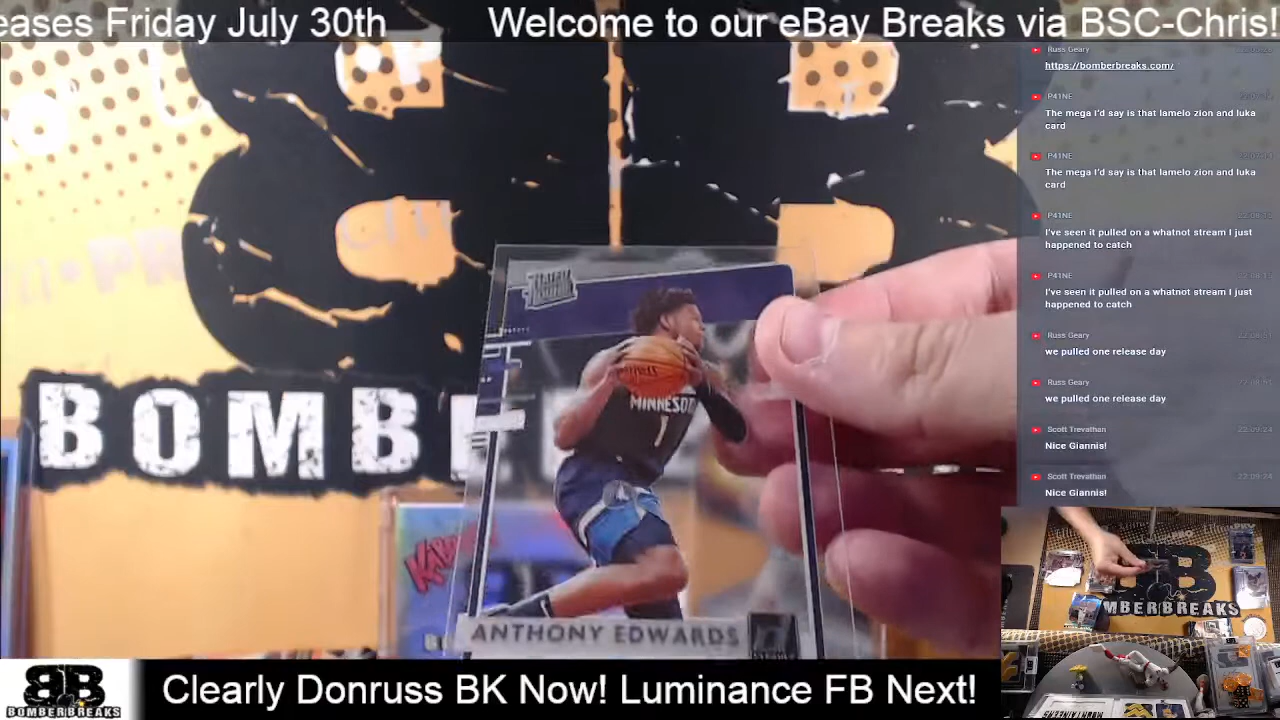 eases Friday July 30th Welcome to our eBay Breaks via BSC-Chris!
Russ Geary
https://bomberbreaks.com/
P41NE
The mega I'd say is that lamelo zion and luka
card
P41NE
The mega I'd say is that lamelo zion and luka
card
P41NE
I've seen it pulled on a whatnot stream I just
happened to catch
P41NE
I've seen it pulled on a whatnot stream I just
happened to catch
Russ Geary
we pulled one release day
Russ Geary
we pulled one release day
Scott Trevathan
Nice Giannis!
Scott Trevathan
Nice Giannis!
BOMBE
MINNESO
1
ANTHONY EDWARDS
MBERBREAKS
BB
BOMBERBREAKS
Clearly Donruss BK Now! Luminance FB Next!